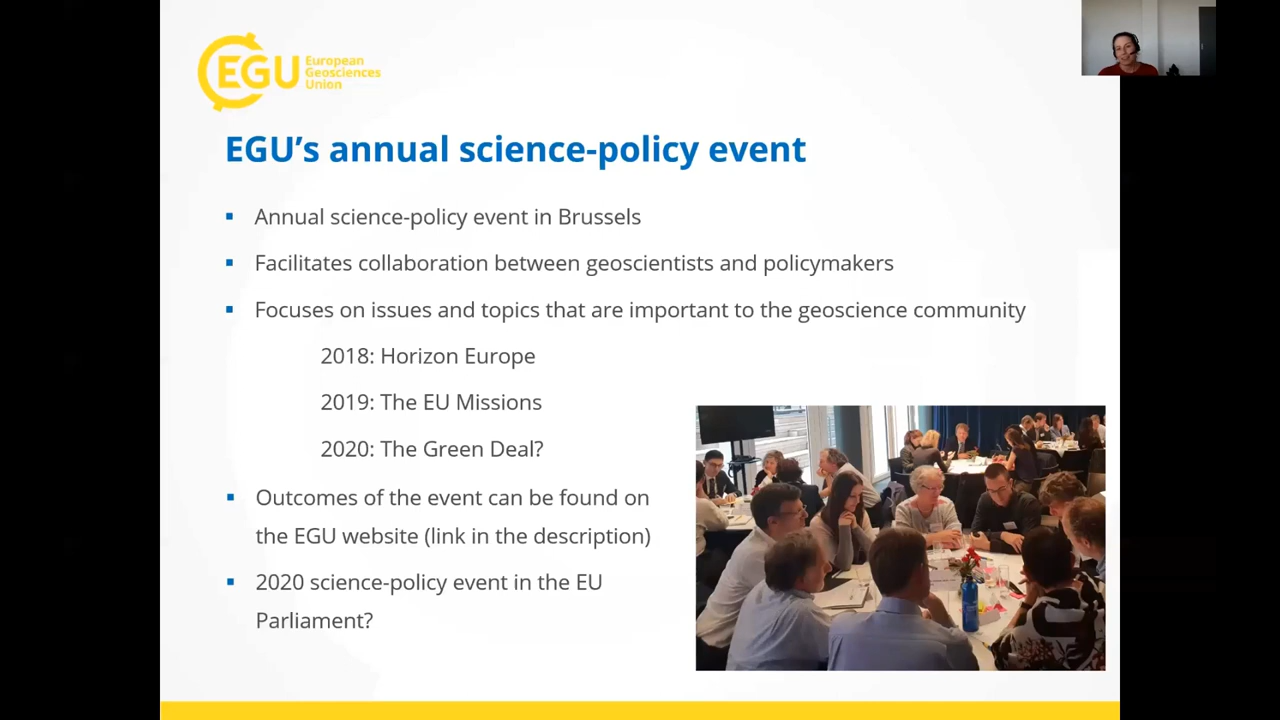 EGU
European
Geosciences
Union
EGU’s annual science-policy event
Annual science-policy event in Brussels
Facilitates collaboration between geoscientists and policymakers
Focuses on issues and topics that are important to the geoscience community
2018: Horizon Europe
2019: The EU Missions
2020: The Green Deal?
Outcomes of the event can be found on
the EGU website (link in the description)
2020 science-policy event in the EU
Parliament?